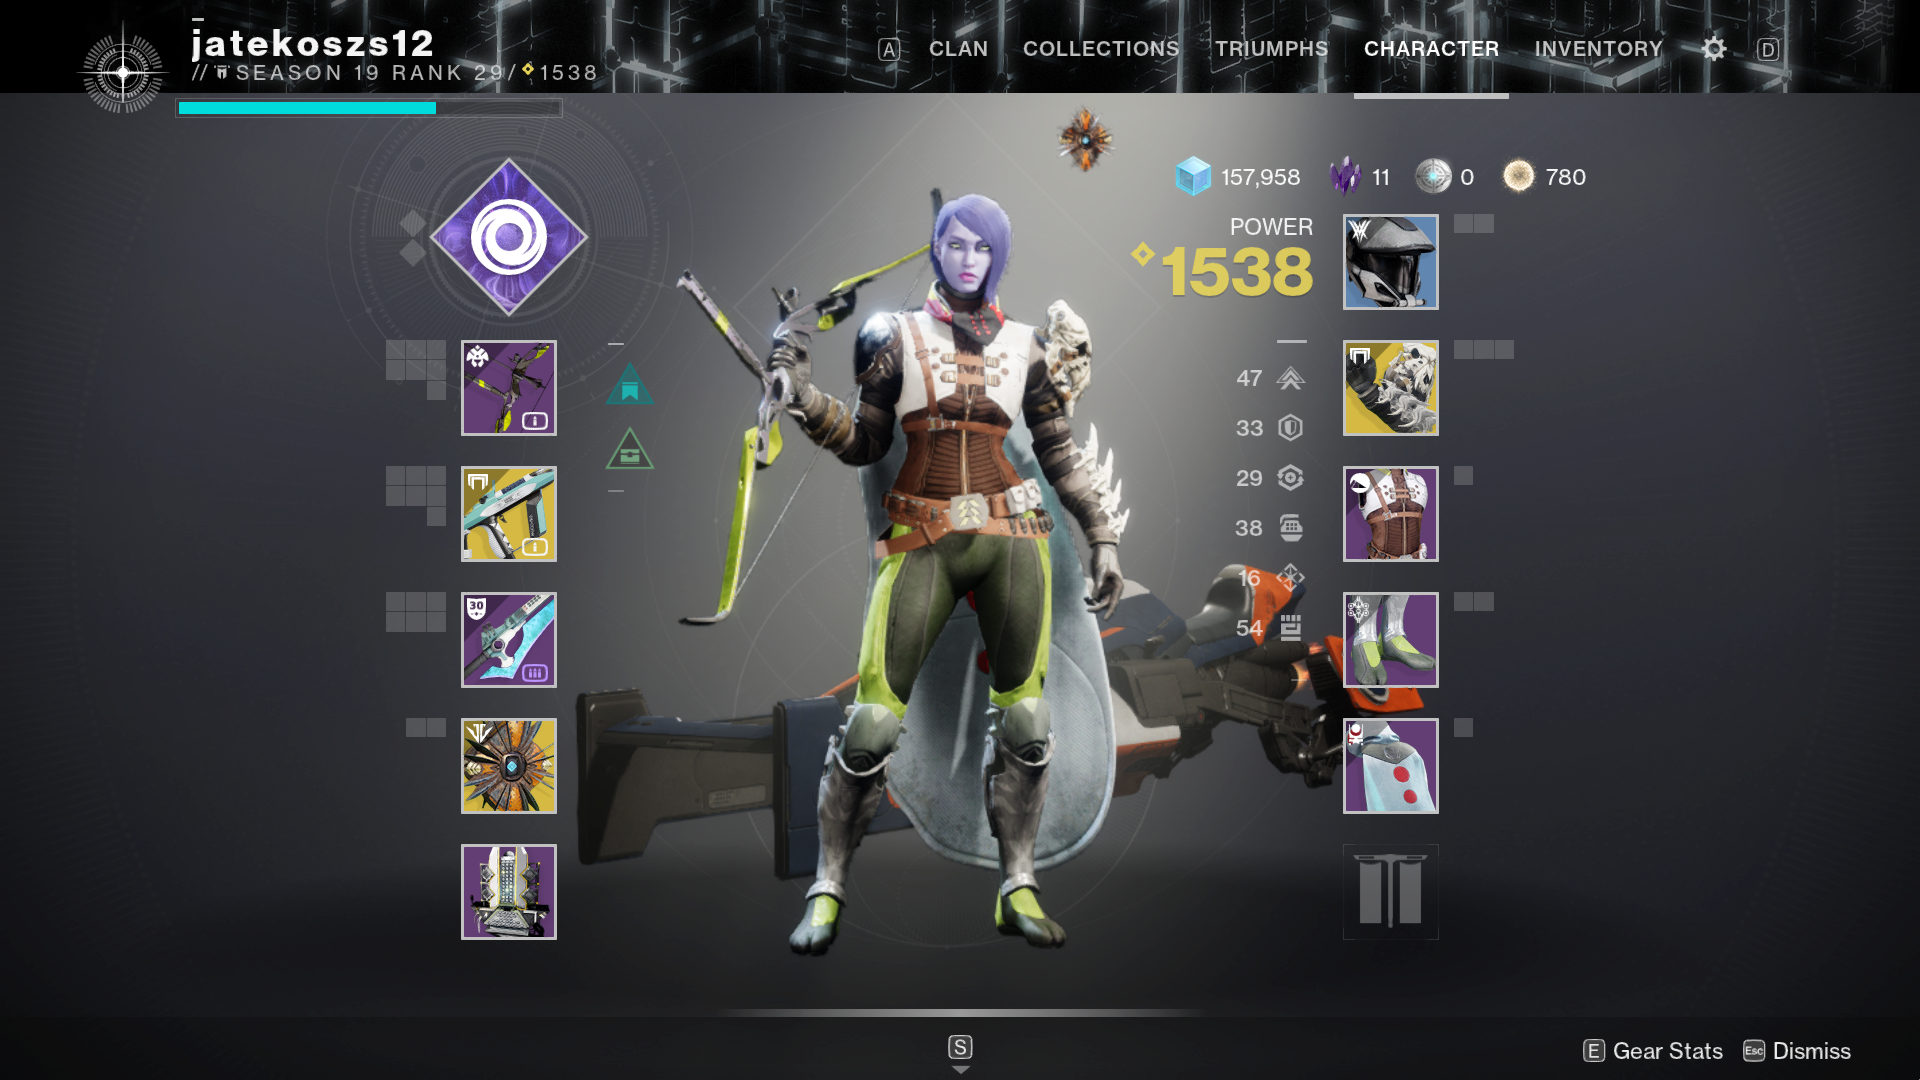 jatekoszs12
// SEASON 19 RANK 29/1538
A CLAN COLLECTIONS TRIUMPHS CHARACTER INVENTORY D
157,958 11 0 780
POWER
1538
47
33
29
38
16
54
30
S
E Gear Stats Esc Dismiss